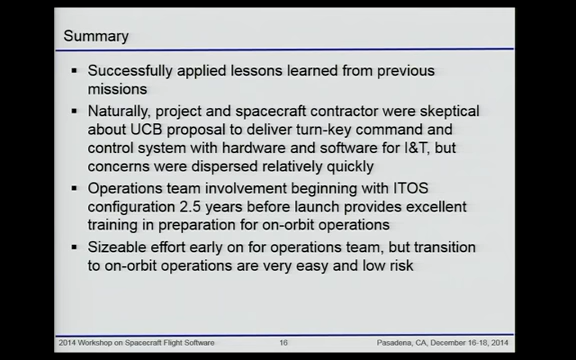 Summary
Successfully applied lessons learned from previous
missions
Naturally, project and spacecraft contractor were skeptical
about UCB proposal to deliver turn-key command and
control system with hardware and software for I&T, but
concerns were dispersed relatively quickly
Operations team involvement beginning with ITOS
configuration 2.5 years before launch provides excellent
training in preparation for on-orbit operations
Sizeable effort early on for operations team, but transition
to on-orbit operations are very easy and low risk
2014 Workshop on Spacecraft Flight Software 16 Pasadena, CA, December 16-18, 2014